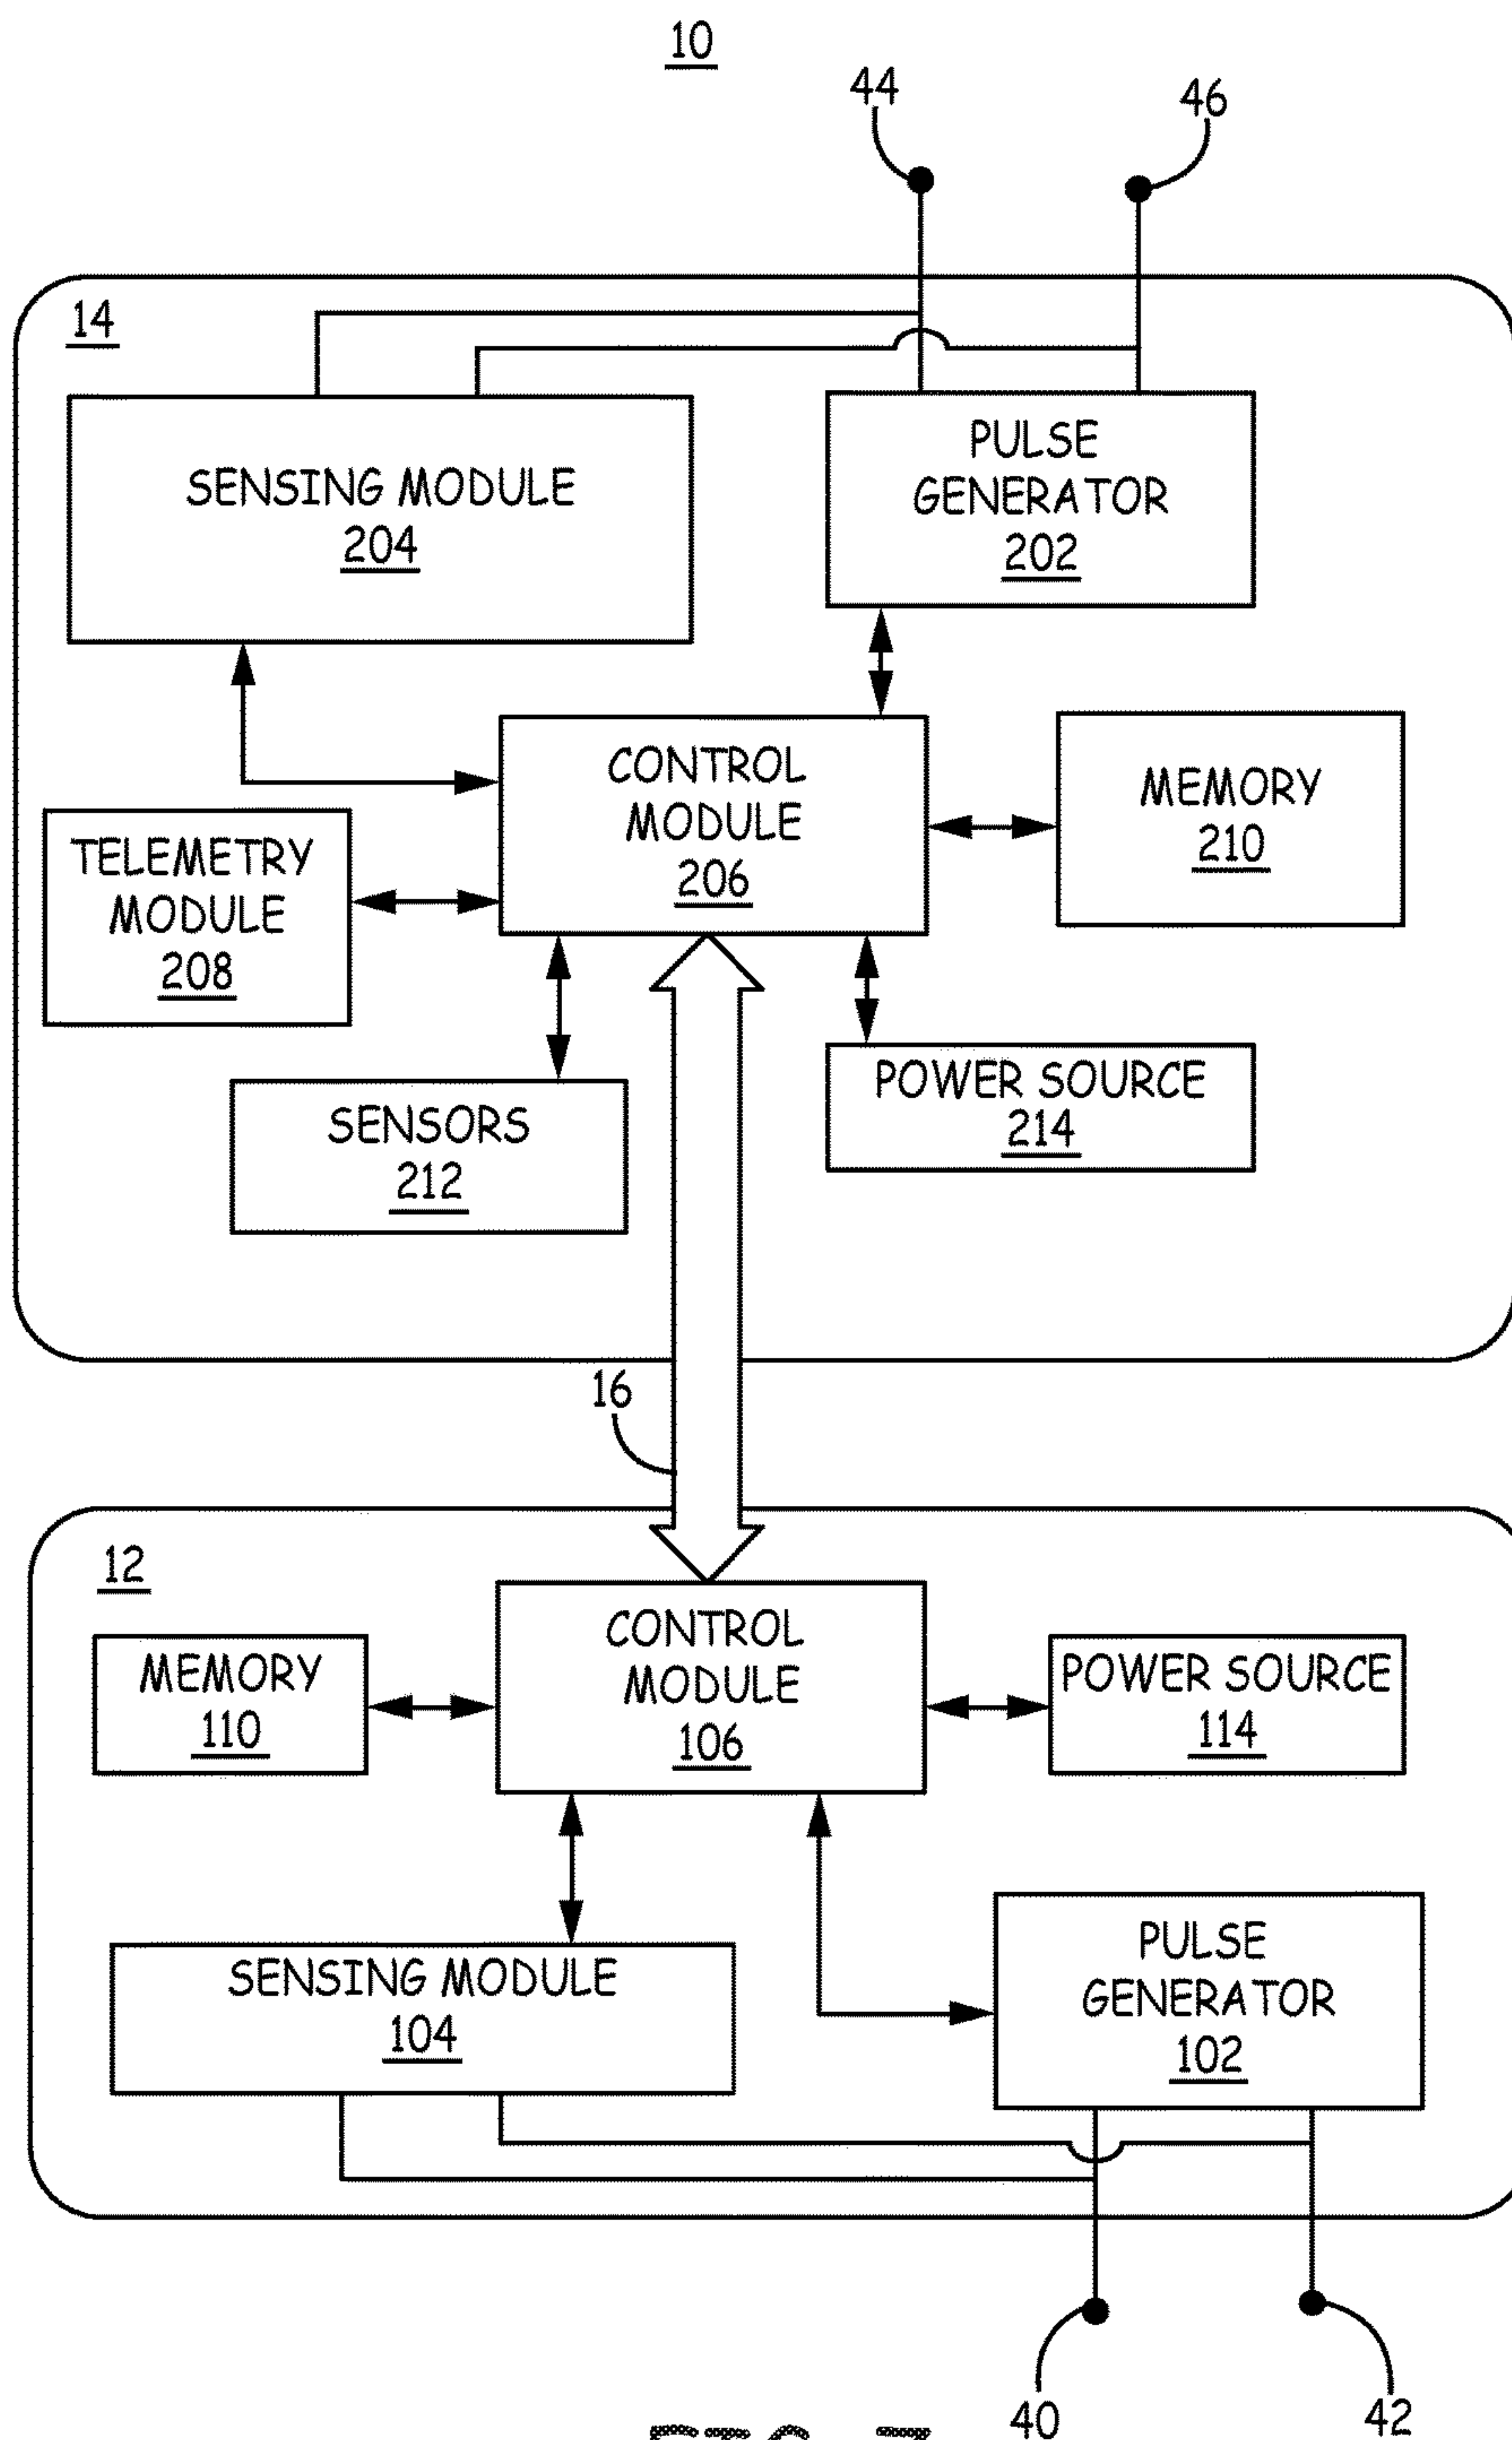 10
44
46
14
SENSING MODULE
204
PULSE
GENERATOR
202
CONTROL
MODULE
206
MEMORY
210
TELEMETRY
MODULE
208
SENSORS
212
POWER SOURCE
214
16
12
MEMORY
110
CONTROL
MODULE
106
POWER SOURCE
114
SENSING MODULE
104
PULSE
GENERATOR
102
40
42